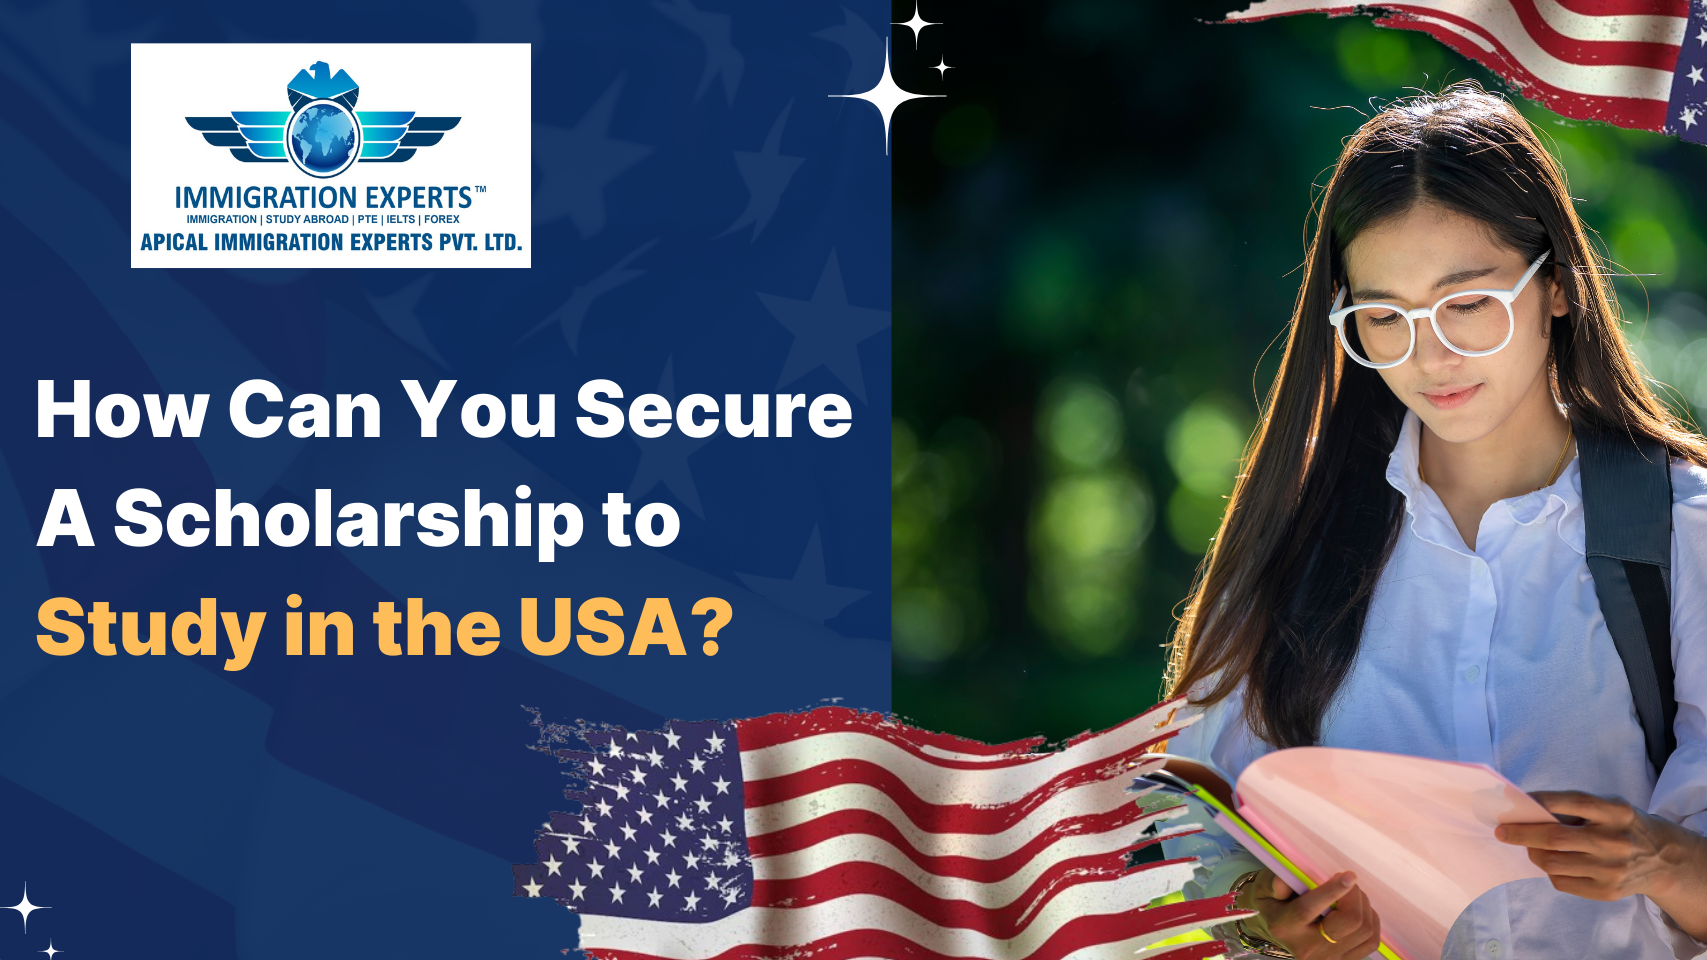 IMMIGRATION EXPERTS™
IMMIGRATION | STUDY ABROAD | PTE | IELTS | FOREX
APICAL IMMIGRATION EXPERTS PVT. LTD.
How Can You Secure
A Scholarship to
Study in the USA?